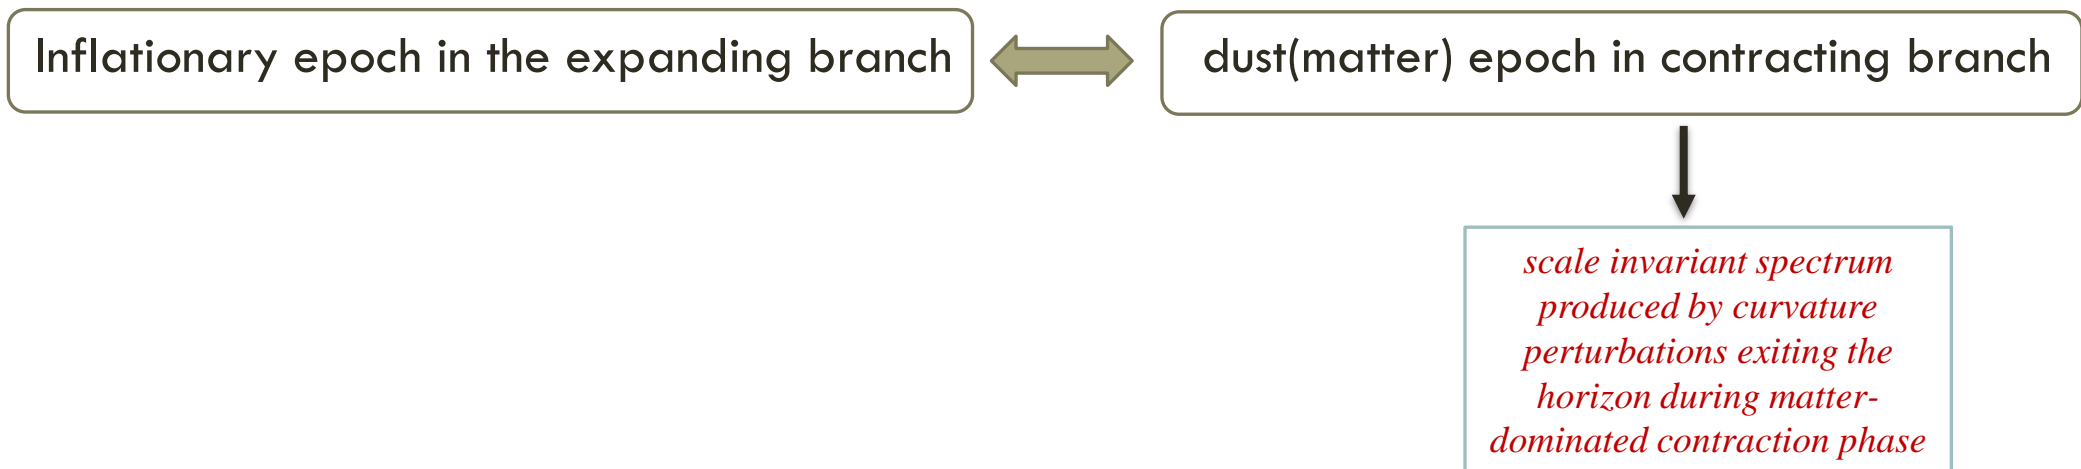 Inflationary epoch in the expanding branch
dust(matter) epoch in contracting branch
scale invariant spectrum
produced by curvature
perturbations exiting the
horizon during matter-
dominated contraction phase